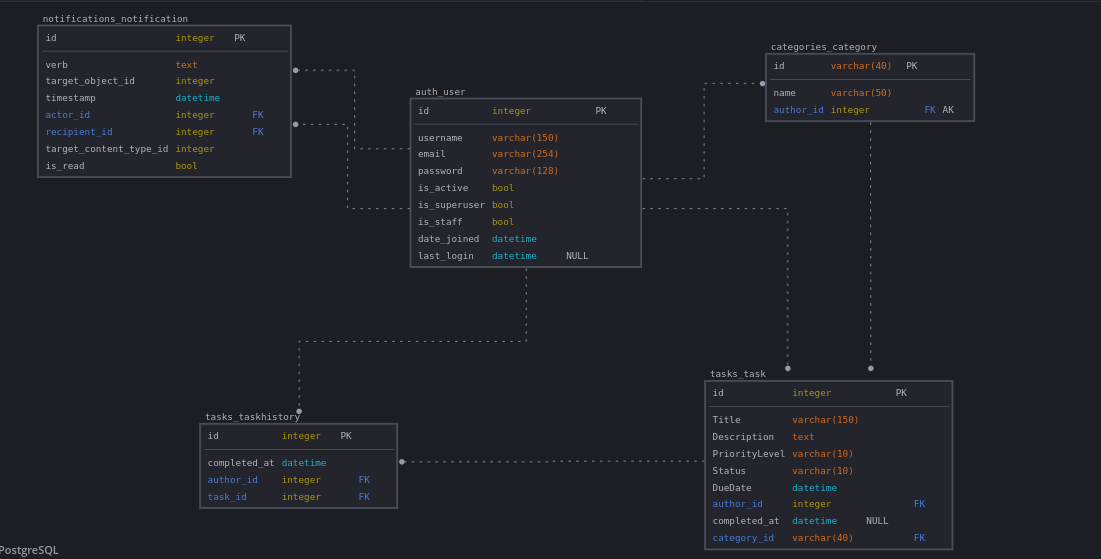 notifications_notification
id integer PK
verb text
target_object_id integer
timestamp datetime
actor_id integer FK
recipient_id integer FK
target_content_type_id integer
is_read bool
auth_user
id integer PK
username varchar(150)
email varchar(254)
password varchar(128)
is_active bool
is_superuser bool
is_staff bool
date_joined datetime
last_login datetime NULL
categories_category
id varchar(40) PK
name varchar(50)
author_id integer FK AK
tasks_taskhistory
id integer PK
completed_at datetime
author_id integer FK
task_id integer FK
tasks_task
id integer PK
Title varchar(150)
Description text
PriorityLevel varchar(10)
Status varchar(10)
DueDate datetime
author_id integer FK
completed_at datetime NULL
category_id varchar(40) FK
PostgreSQL